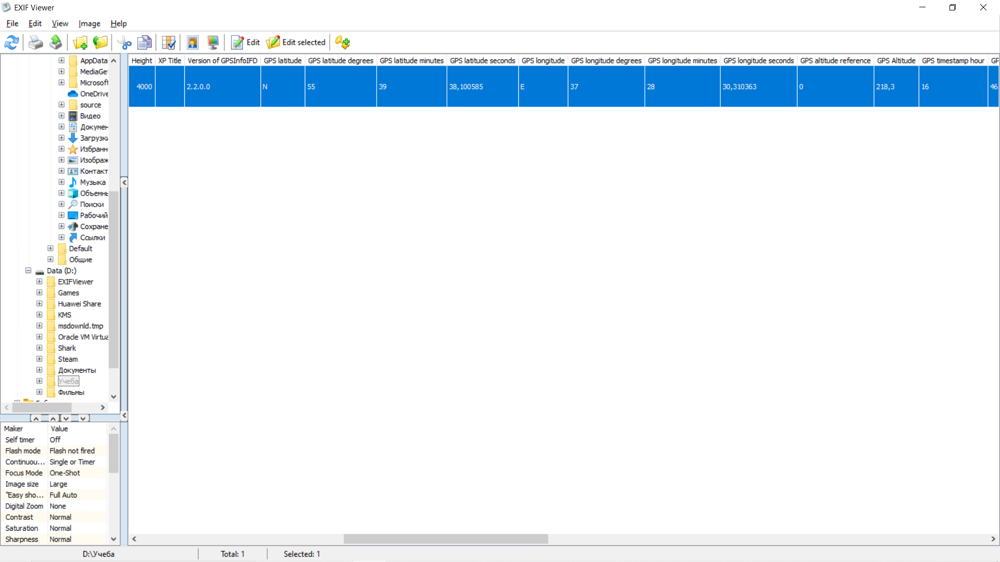 EXIF Viewer
File Edit View Image Help
Edit Edit selected
Height XP Title Version of GPSInfoIFD GPS latitude GPS latitude degrees GPS latitude minutes GPS latitude seconds GPS longitude GPS longitude degrees GPS longitude minutes GPS longitude seconds GPS altitude reference GPS Altitude GPS timestamp hour GP
4000 2.2.0.0 N 55 39 38,100585 E 37 28 30,310363 0 218,3 16 46
AppData
MediaGe
Microsoft
OneDrive
source
Видео
Докумен
Загрузки
Избранн
Изображ
Контакт
Музыка
Объемн
Поиски
Рабочий
Сохране
Ссылки
Default
Общие
Data (D:)
EXIFViewer
Games
Huawei Share
KMS
msdownld.tmp
Oracle VM Virtua
Shark
Steam
Документы
Учеба
Фильмы
Maker Value
Self timer Off
Flash mode Flash not fired
Continuou... Single or Timer
Focus Mode One-Shot
Image size Large
"Easy sho... Full Auto
Digital Zoom None
Contrast Normal
Saturation Normal
Sharpness Normal
D:\Учеба Total: 1 Selected: 1